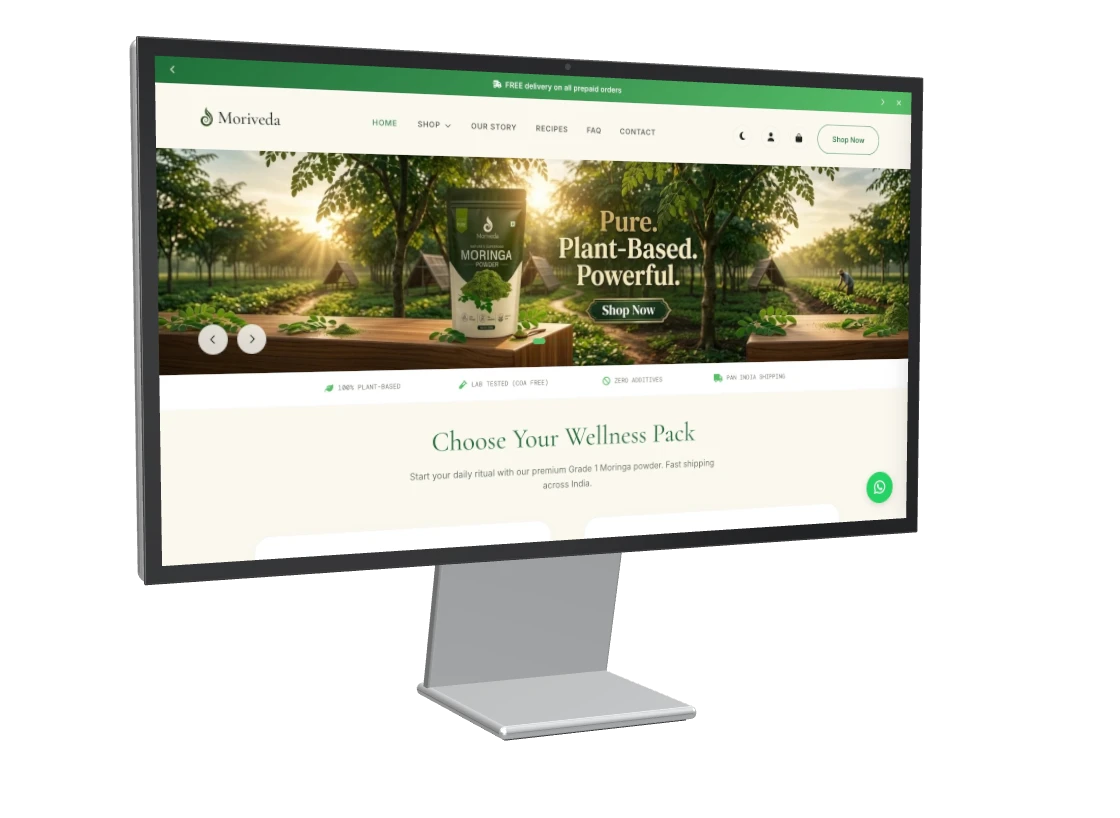 FREE delivery on all prepaid orders
Moriveda
HOME
SHOP
OUR STORY
RECIPES
FAQ
CONTACT
Shop Now
Moriveda
MORINGA
POWDER
Pure.
Plant-Based.
Powerful.
Shop Now
100% PLANT-BASED
LAB TESTED (COA FREE)
ZERO ADDITIVES
PAN INDIA SHIPPING
Choose Your Wellness Pack
Start your daily ritual with our premium Grade 1 Moringa powder. Fast shipping
across India.